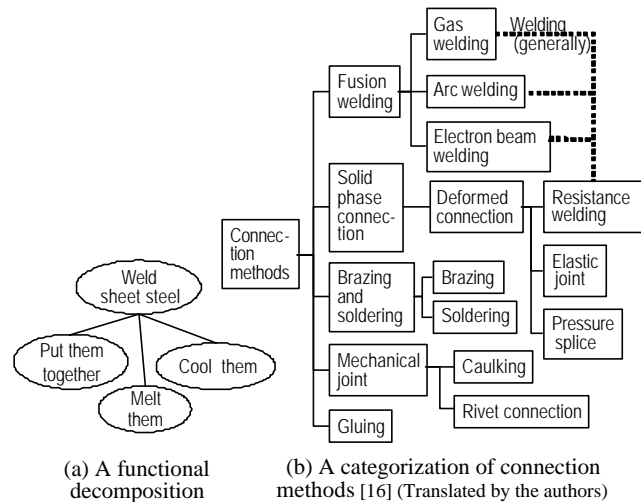 Weld
sheet steel
Put them
together
Cool them
Melt
them
(a) A functional
decomposition
Connec-
tion
methods
Fusion
welding
Gas
welding
Welding
(generally)
Arc welding
Electron beam
welding
Solid
phase
connec-
tion
Deformed
connection
Resistance
welding
Elastic
joint
Pressure
splice
Brazing
and
soldering
Brazing
Soldering
Mechanical
joint
Caulking
Rivet connection
Gluing
(b) A categorization of connection
methods [16] (Translated by the authors)